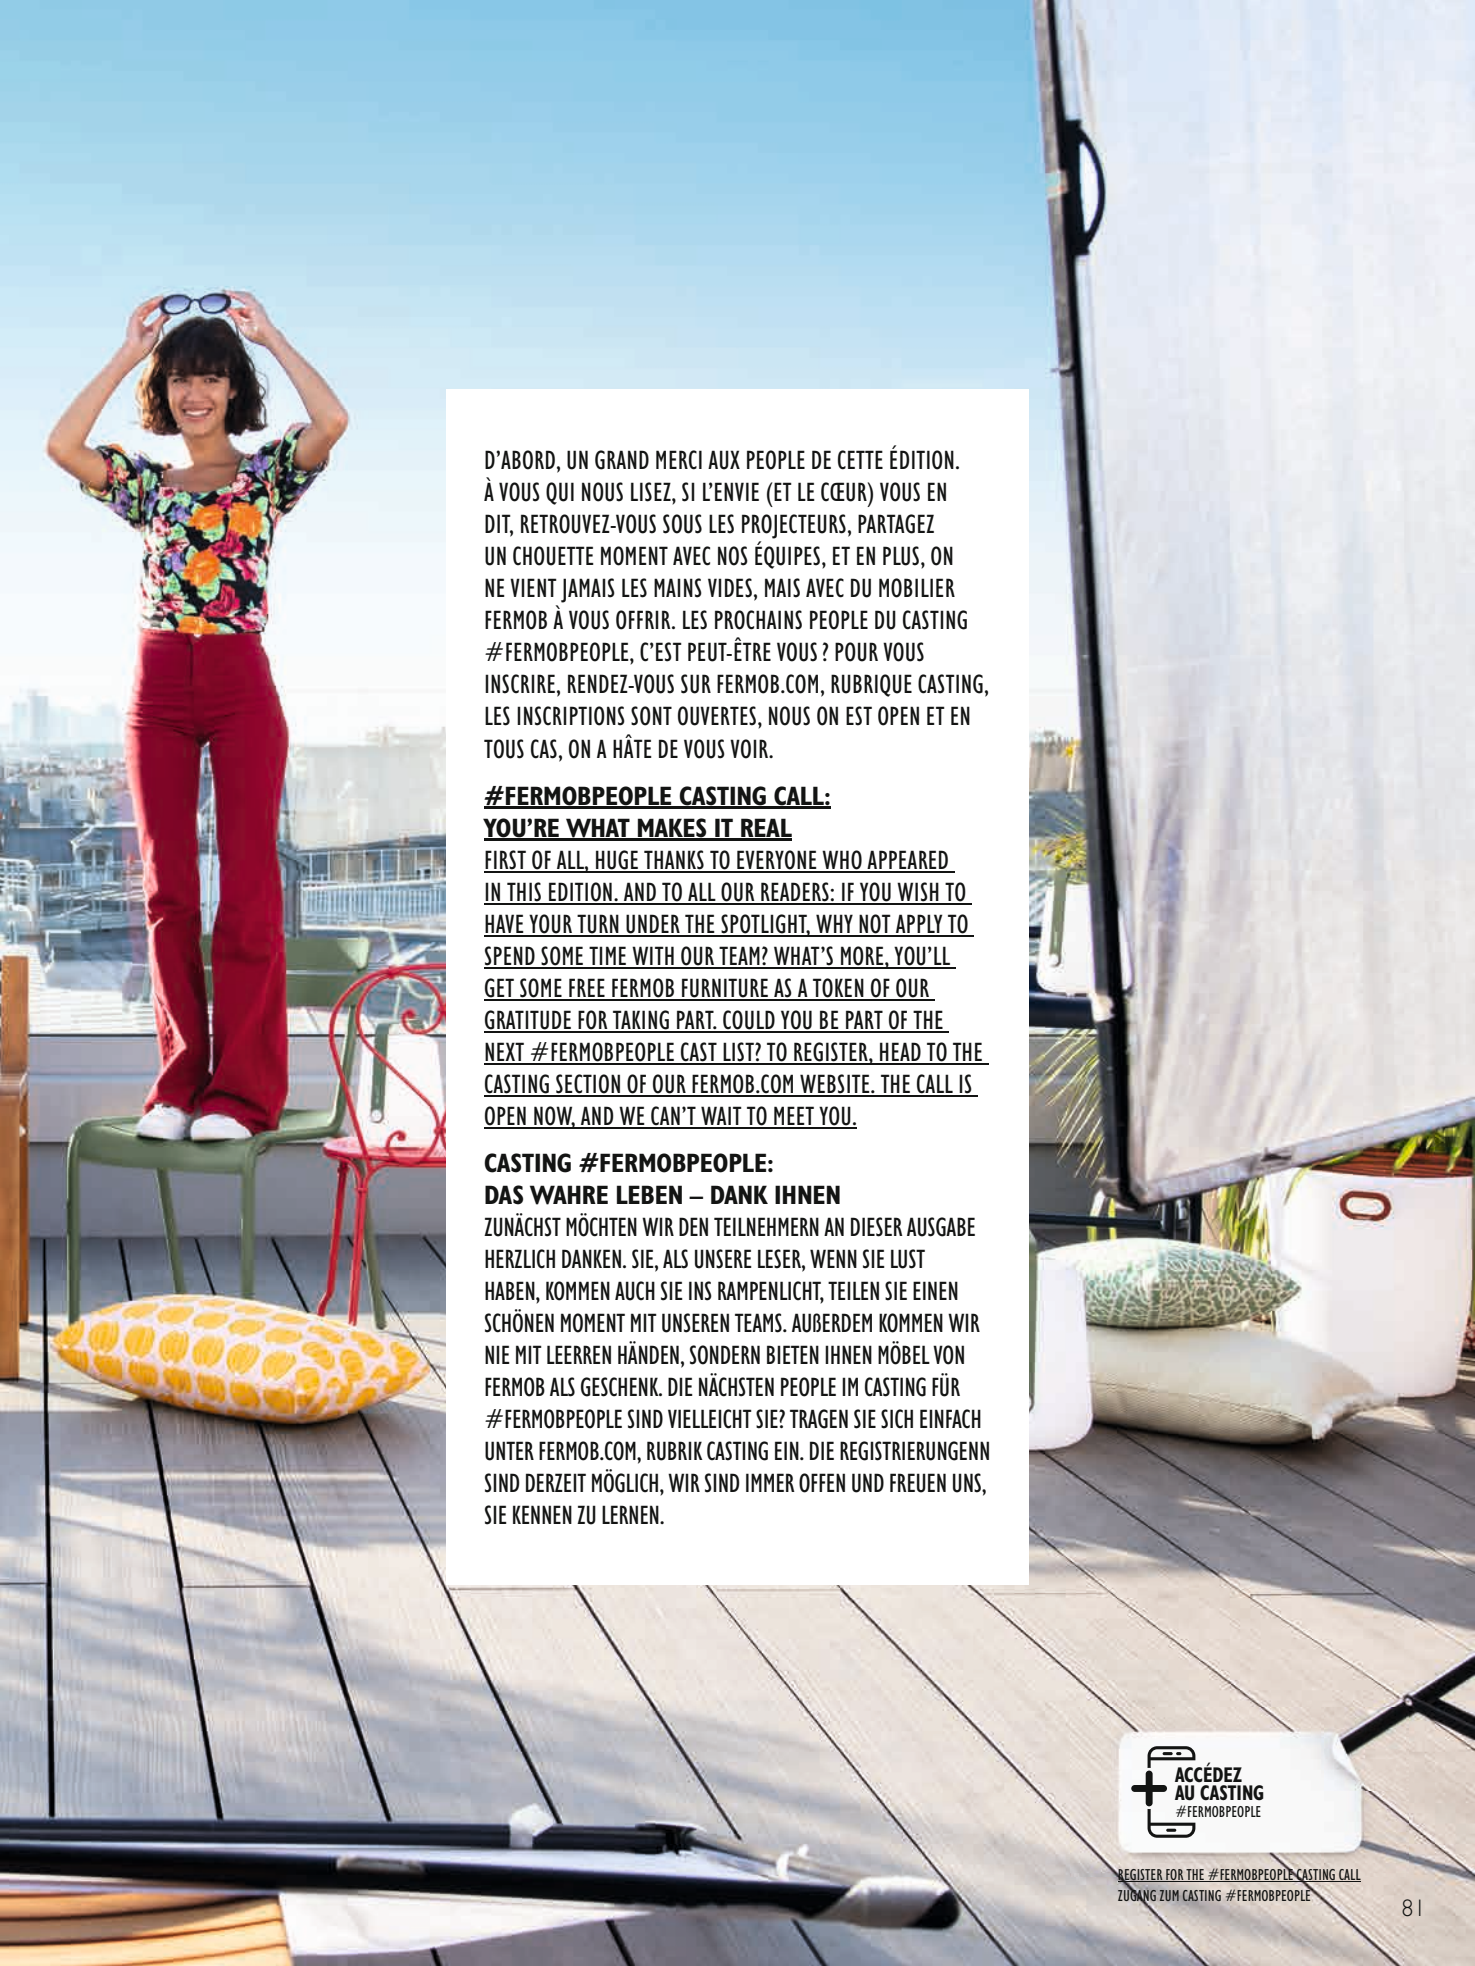 D’ABORD, UN GRAND MERCI AUX PEOPLE DE CETTE ÉDITION.
À VOUS QUI NOUS LISEZ, SI L’ENVIE (ET LE CŒUR) VOUS EN
DIT, RETROUVEZ-VOUS SOUS LES PROJECTEURS, PARTAGEZ
UN CHOUETTE MOMENT AVEC NOS ÉQUIPES, ET EN PLUS, ON
NE VIENT JAMAIS LES MAINS VIDES, MAIS AVEC DU MOBILIER
FERMOB À VOUS OFFRIR. LES PROCHAINS PEOPLE DU CASTING
#FERMOBPEOPLE, C’EST PEUT-ÊTRE VOUS ? POUR VOUS
INSCRIRE, RENDEZ-VOUS SUR FERMOB.COM, RUBRIQUE CASTING,
LES INSCRIPTIONS SONT OUVERTES, NOUS ON EST OPEN ET EN
TOUS CAS, ON A HÂTE DE VOUS VOIR.
#FERMOBPEOPLE CASTING CALL:
YOU’RE WHAT MAKES IT REAL
FIRST OF ALL, HUGE THANKS TO EVERYONE WHO APPEARED
IN THIS EDITION. AND TO ALL OUR READERS: IF YOU WISH TO
HAVE YOUR TURN UNDER THE SPOTLIGHT, WHY NOT APPLY TO
SPEND SOME TIME WITH OUR TEAM? WHAT’S MORE, YOU’LL
GET SOME FREE FERMOB FURNITURE AS A TOKEN OF OUR
GRATITUDE FOR TAKING PART. COULD YOU BE PART OF THE
NEXT #FERMOBPEOPLE CAST LIST? TO REGISTER, HEAD TO THE
CASTING SECTION OF OUR FERMOB.COM WEBSITE. THE CALL IS
OPEN NOW, AND WE CAN’T WAIT TO MEET YOU.
CASTING #FERMOBPEOPLE:
DAS WAHRE LEBEN – DANK IHNEN
ZUNÄCHST MÖCHTEN WIR DEN TEILNEHMERN AN DIESER AUSGABE
HERZLICH DANKEN. SIE, ALS UNSERE LESER, WENN SIE LUST
HABEN, KOMMEN AUCH SIE INS RAMPENLICHT, TEILEN SIE EINEN
SCHÖNEN MOMENT MIT UNSEREN TEAMS. AUßERDEM KOMMEN WIR
NIE MIT LEERREN HÄNDEN, SONDERN BIETEN IHNEN MÖBEL VON
FERMOB ALS GESCHENK. DIE NÄCHSTEN PEOPLE IM CASTING FÜR
#FERMOBPEOPLE SIND VIELLEICHT SIE? TRAGEN SIE SICH EINFACH
UNTER FERMOB.COM, RUBRIK CASTING EIN. DIE REGISTRIERUNGENN
SIND DERZEIT MÖGLICH, WIR SIND IMMER OFFEN UND FREUEN UNS,
SIE KENNEN ZU LERNEN.
ACCÉDEZ
AU CASTING
#FERMOBPEOPLE
REGISTER FOR THE #FERMOBPEOPLE CASTING CALL
ZUGANG ZUM CASTING #FERMOBPEOPLE
81